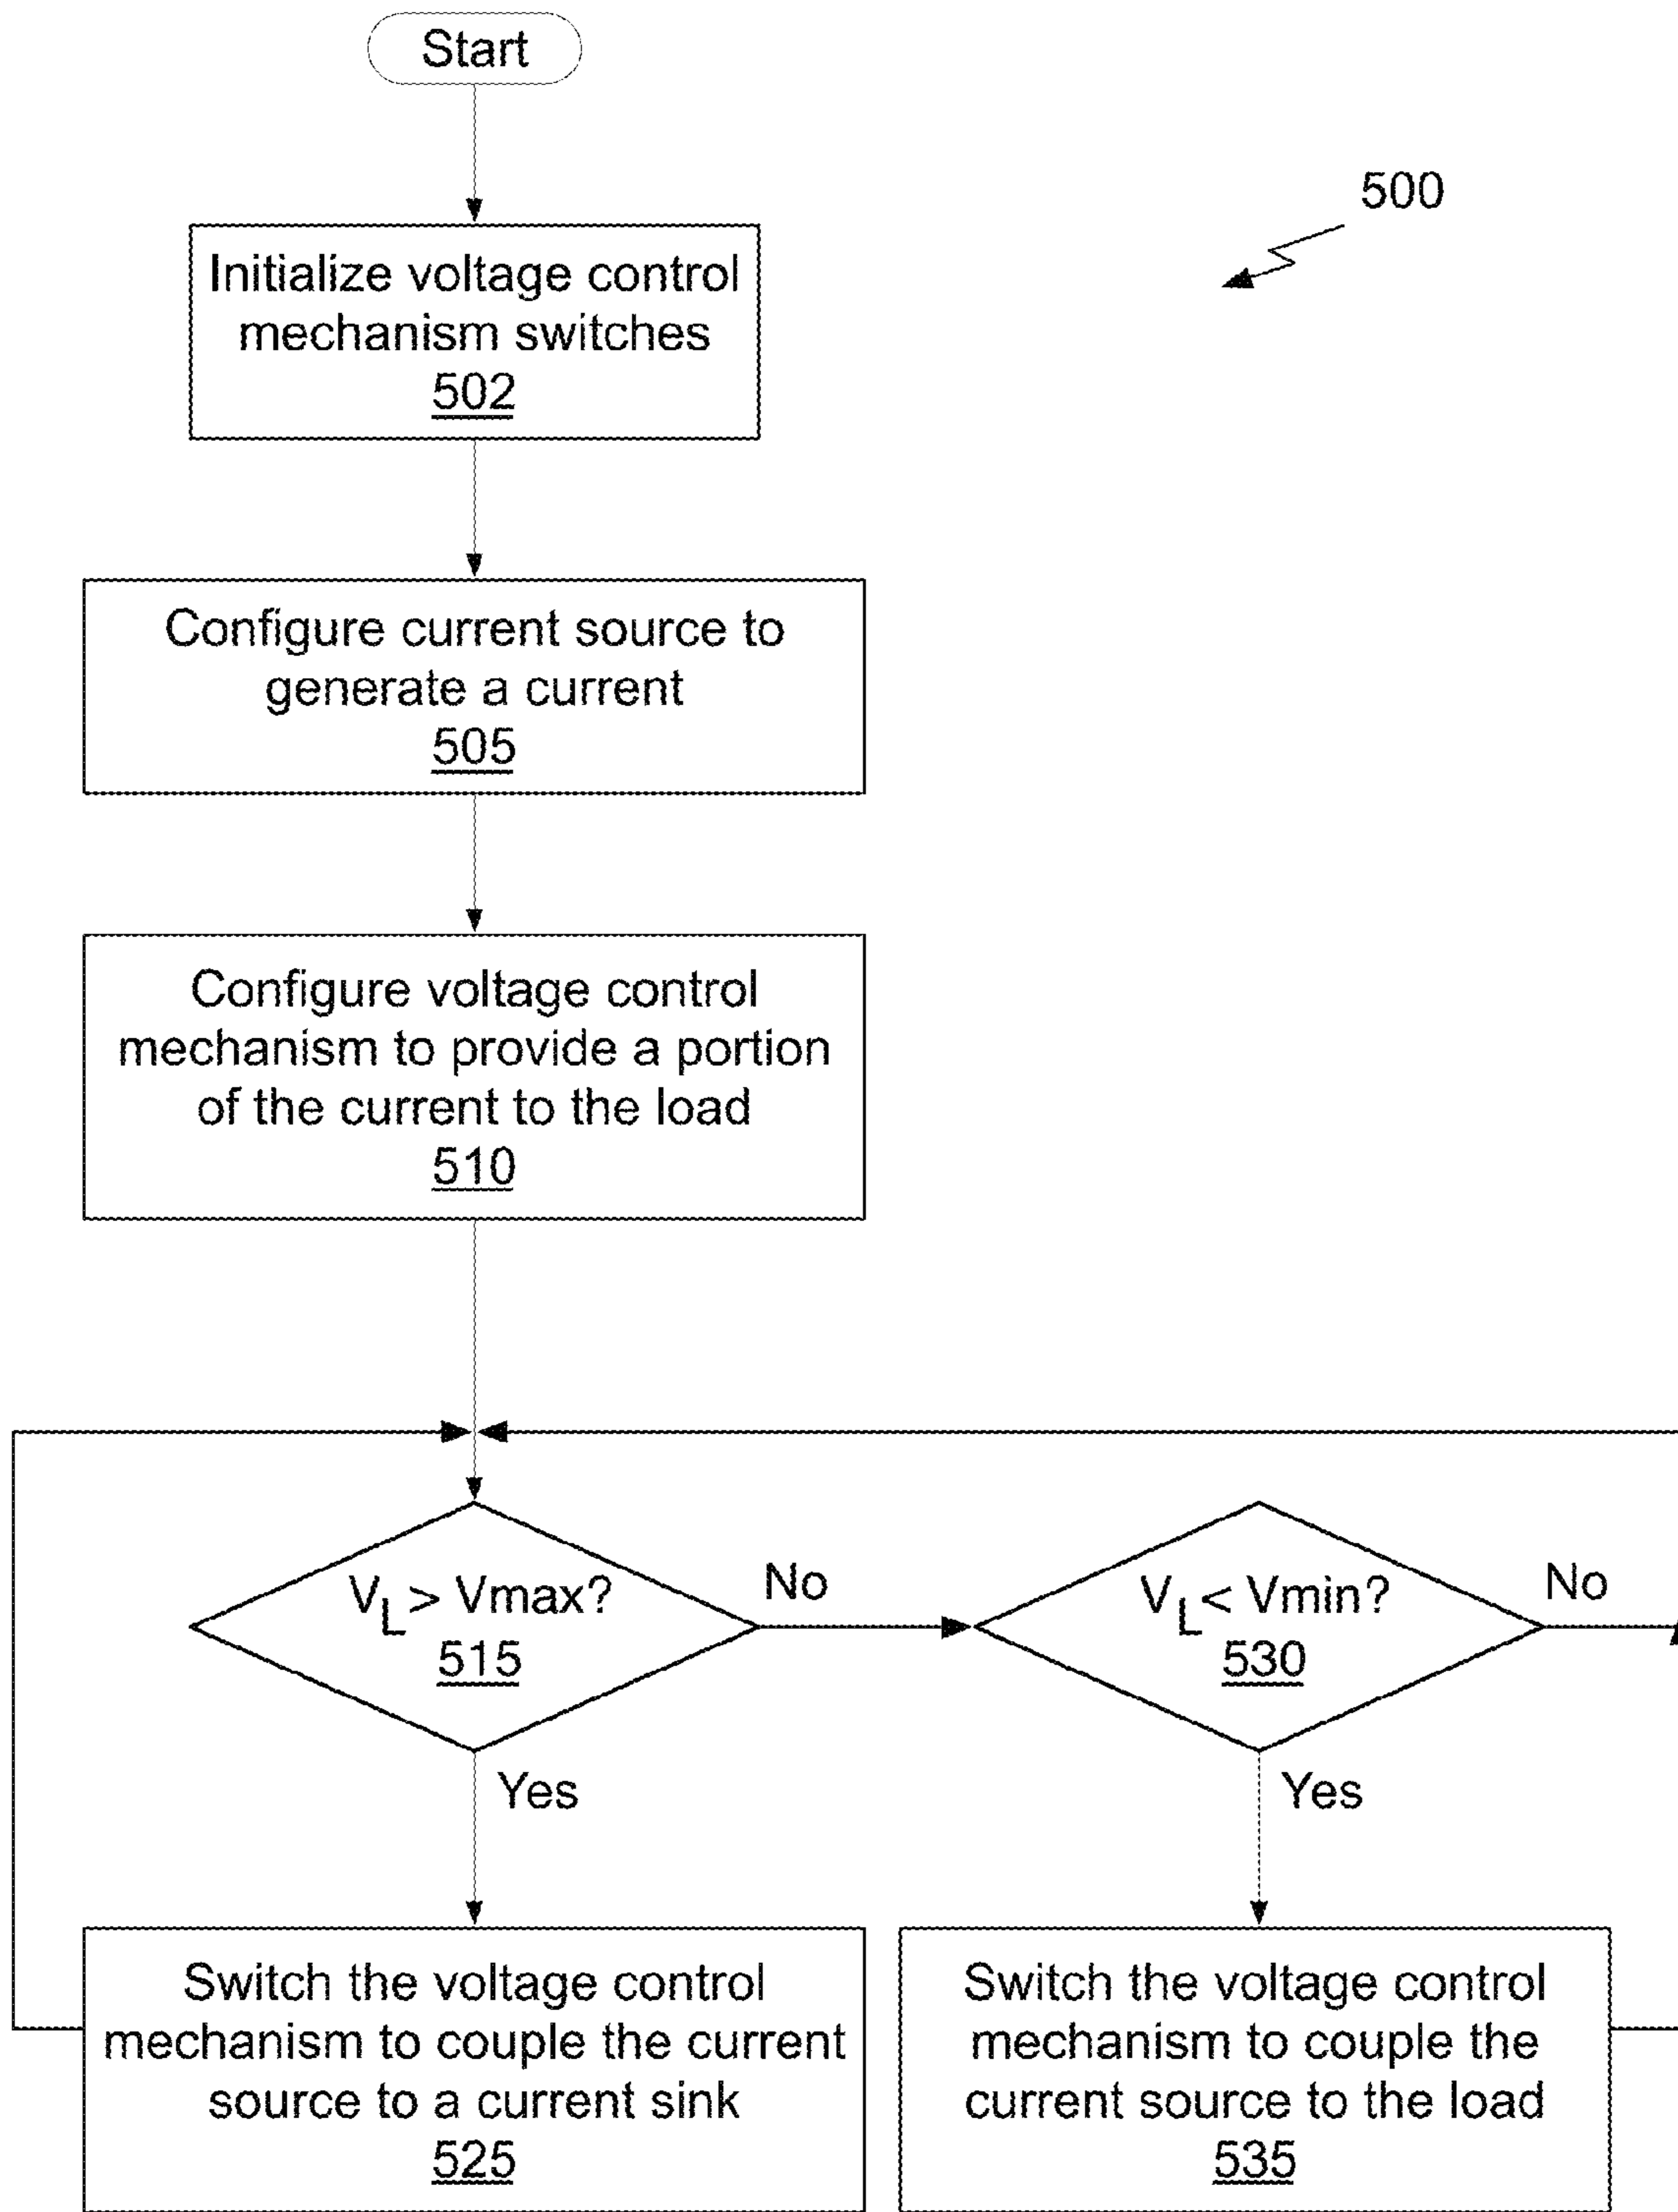 Start
500
Initialize voltage control
mechanism switches
502
Configure current source to
generate a current
505
Configure voltage control
mechanism to provide a portion
of the current to the load
510
V_L > Vmax?
515
No
V_L < Vmin?
530
No
Yes
Yes
Switch the voltage control
mechanism to couple the current
source to a current sink
525
Switch the voltage control
mechanism to couple the
current source to the load
535